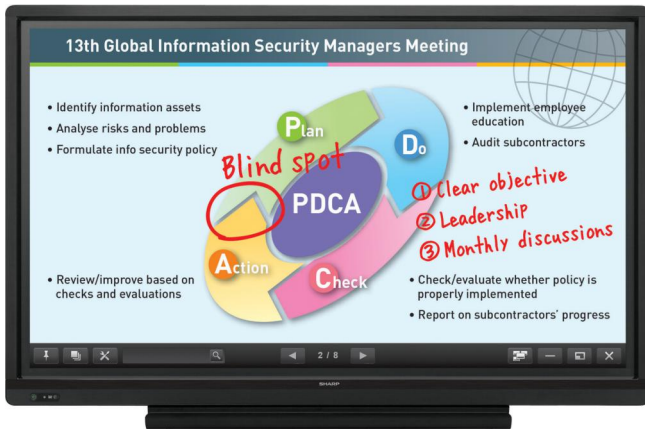 13th Global Information Security Managers Meeting
• Identify information assets
• Analyse risks and problems
• Formulate info security policy
Plan
Do
• Implement employee
education
• Audit subcontractors
Blind spot
PDCA
① Clear objective
② Leadership
③ Monthly discussions
Action
Check
• Review/improve based on
checks and evaluations
• Check/evaluate whether policy is
properly implemented
• Report on subcontractors' progress
2 / 8
SHARP